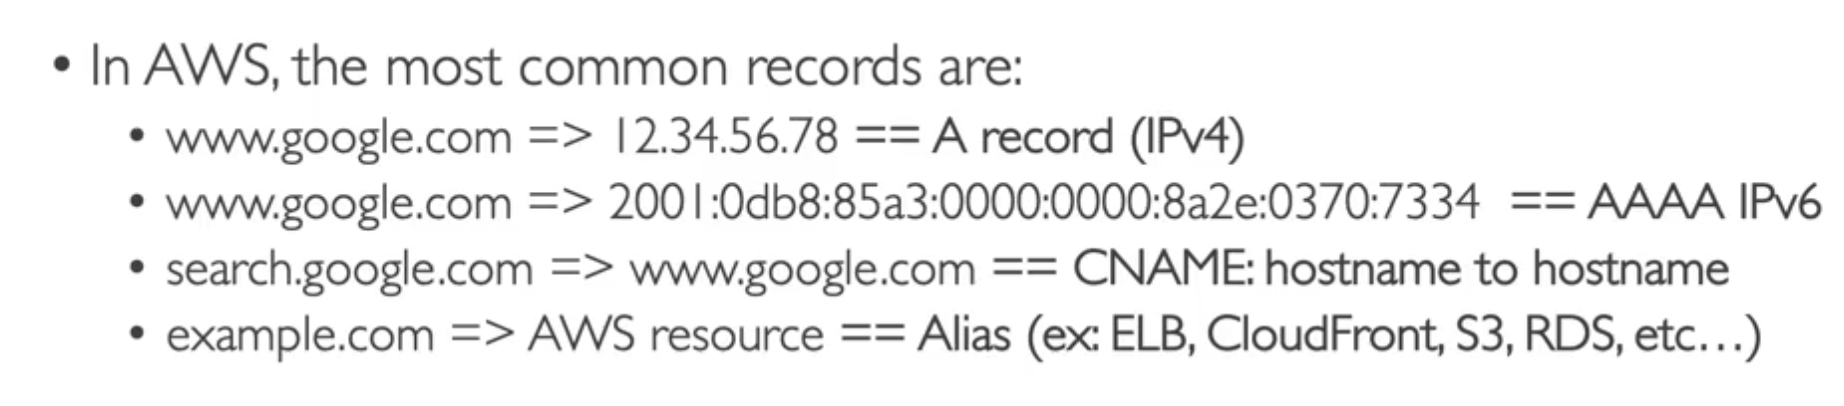 • In AWS, the most common records are:
• www.google.com => 12.34.56.78 == A record (IPv4)
• www.google.com => 2001:0db8:85a3:0000:0000:8a2e:0370:7334 == AAAA IPv6
• search.google.com => www.google.com == CNAME: hostname to hostname
• example.com => AWS resource == Alias (ex: ELB, CloudFront, S3, RDS, etc…)